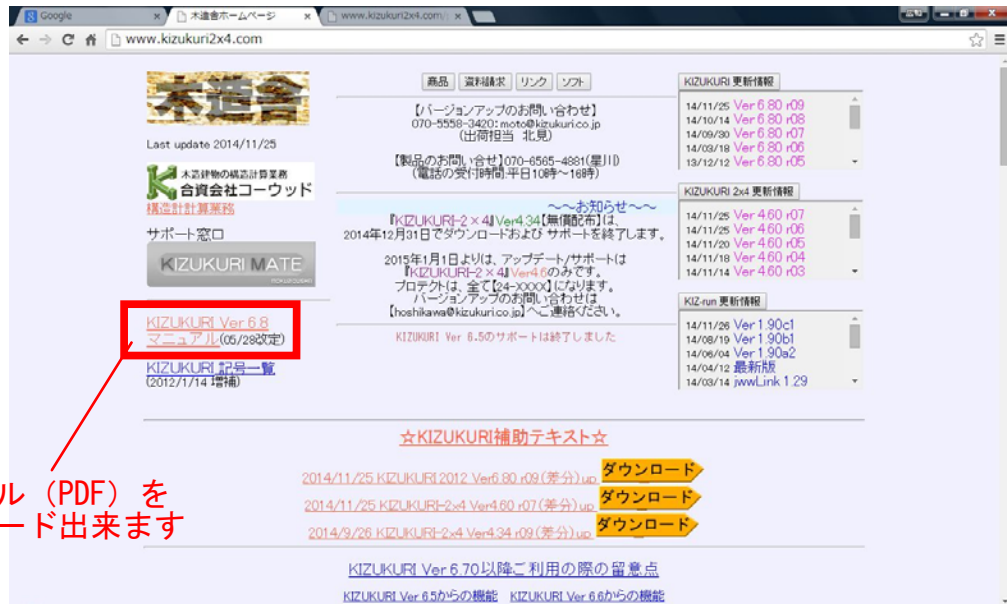 Google
木造舎ホームページ
www.kizukuri2x4.com/
www.kizukuri2x4.com
木造舎
Last update 2014/11/25
木造建物の構造計算業務
合資会社コーウッド
構造計計算業務
サポート窓口
KIZUKURI MATE
KIZUKURI Ver 6.8
マニュアル(05/28改定)
KIZUKURI 記号一覧
(2012/1/14 増補)
商品 資料請求 リンク ソフト
【バージョンアップのお問い合わせ】
070-5558-3420: moto@kizukuri.co.jp
(出荷担当 北見)
【製品のお問い合せ】070-6565-4881(星川)
(電話の受付時間:平日10時～16時)
～～お知らせ～～
『KIZUKURI-2×4』Ver4.34【無償配布】は、
2014年12月31日でダウンロードおよび サポートを終了します。
2015年1月1日よりは、アップデート/サポートは
『KIZUKURI-2×4』Ver4.6のみです。
プロテクトは、全て【24-XXXX】になります。
バージョンアップのお問い合わせは
【hoshikawa@kizukuri.co.jp】へご連絡ください。
KIZUKURI Ver 6.5のサポートは終了しました
KIZUKURI 更新情報
14/11/25 Ver 6.80 r09
14/10/14 Ver 6.80 r08
14/09/30 Ver 6.80 r07
14/03/18 Ver 6.80 r06
13/12/12 Ver 6.80 r05
KIZUKURI 2x4 更新情報
14/11/25 Ver 4.60 r07
14/11/25 Ver 4.60 r06
14/11/20 Ver 4.60 r05
14/11/18 Ver 4.60 r04
14/11/14 Ver 4.60 r03
KIZ-run 更新情報
14/11/26 Ver 1.90c1
14/08/19 Ver 1.90b1
14/06/04 Ver 1.90a2
14/04/12 最新版
14/03/14 jwwLink 1.29
☆KIZUKURI補助テキスト☆
2014/11/25 KIZUKURI 2012 Ver6.80 r09(差分)up ダウンロード
2014/11/25 KIZUKURI-2x4 Ver4.60 r07(差分)up ダウンロード
2014/9/26 KIZUKURI-2x4 Ver4.34 r09(差分)up ダウンロード
ル（PDF）を
ード出来ます
KIZUKURI Ver 6.70以降ご利用の際の留意点
KIZUKURI Ver 6.5からの機能 KIZUKURI Ver 6.6からの機能